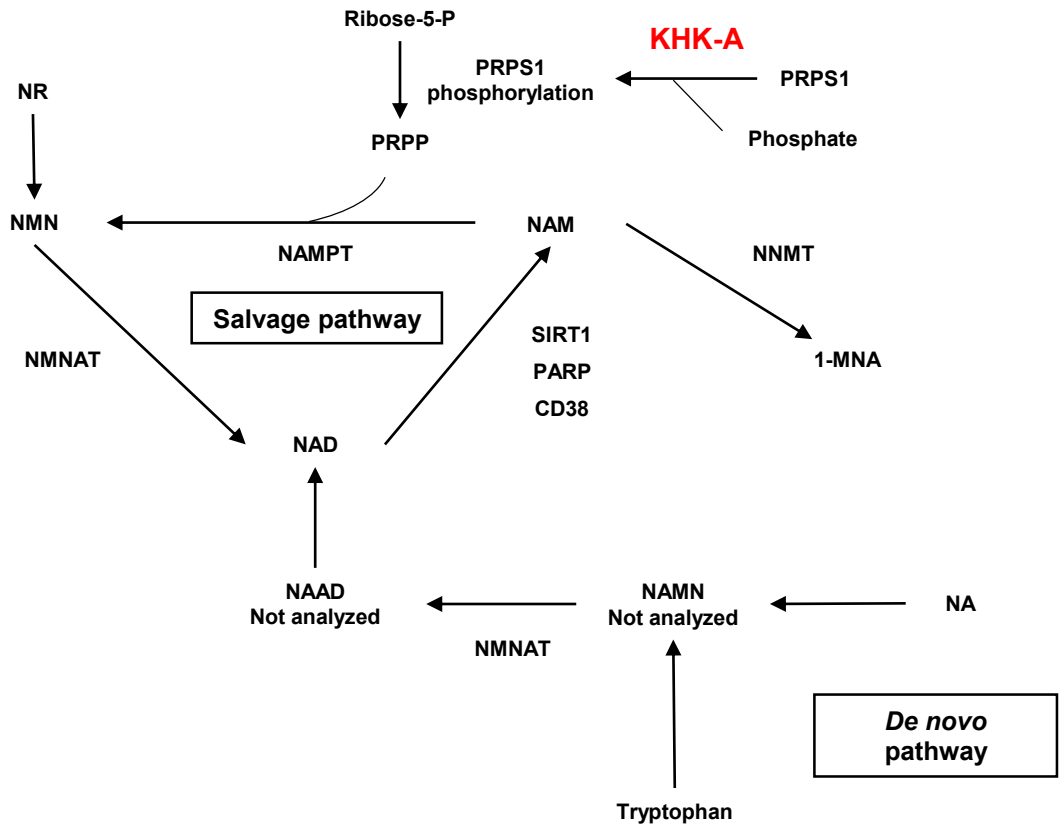 Ribose-5-P
KHK-A
PRPS1
phosphorylation
PRPS1
NR
PRPP
Phosphate
NMN
NAM
NAMPT
NNMT
Salvage pathway
SIRT1
NMNAT
1-MNA
PARP
CD38
NAD
NAAD
Not analyzed
NAMN
Not analyzed
NA
NMNAT
De novo
pathway
Tryptophan